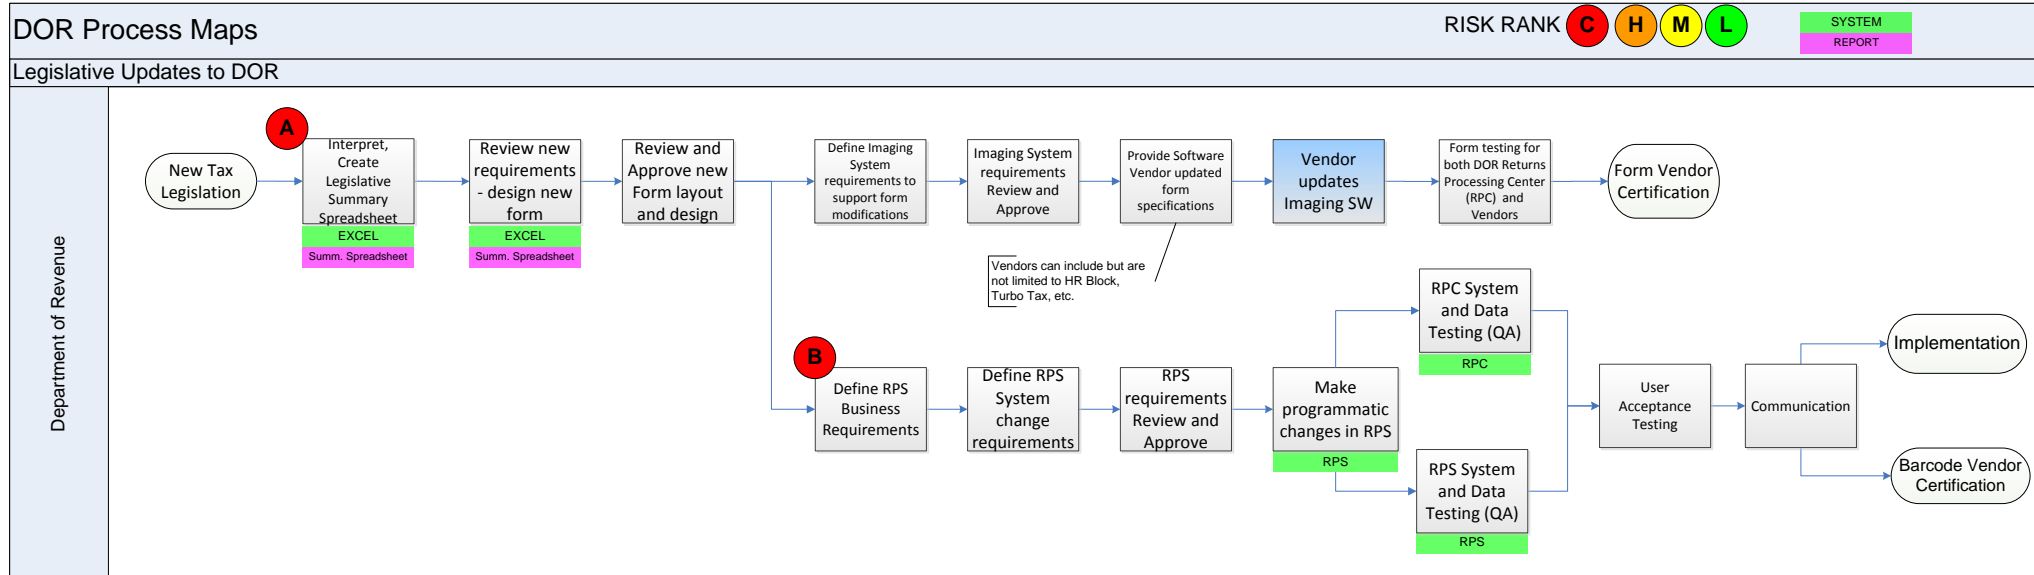 DOR Process Maps
RISK RANK C H M L
SYSTEM
REPORT
Legislative Updates to DOR
Department of Revenue
New Tax
Legislation
A
Interpret,
Create
Legislative
Summary
Spreadsheet
EXCEL
Summ. Spreadsheet
Review new
requirements
- design new
form
EXCEL
Summ. Spreadsheet
Review and
Approve new
Form layout
and design
Define Imaging
System
requirements to
support form
modifications
Imaging System
requirements
Review and
Approve
Provide Software
Vendor updated
form
specifications
Vendors can include but are
not limited to HR Block,
Turbo Tax, etc.
Vendor
updates
Imaging SW
Form testing for
both DOR Returns
Processing Center
(RPC) and
Vendors
Form Vendor
Certification
B
Define RPS
Business
Requirements
Define RPS
System
change
requirements
RPS
requirements
Review and
Approve
Make
programmatic
changes in RPS
RPS
RPC System
and Data
Testing (QA)
RPC
RPS System
and Data
Testing (QA)
RPS
User
Acceptance
Testing
Communication
Implementation
Barcode Vendor
Certification